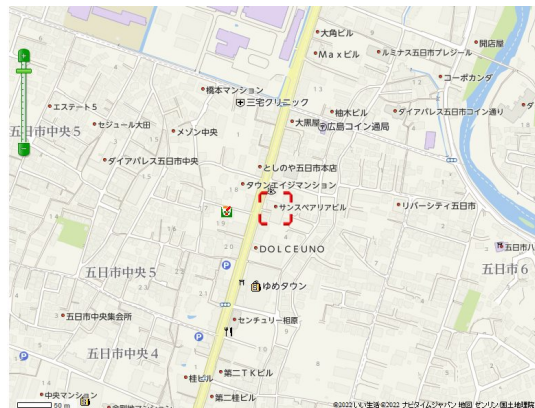 大角ビル
Maxビル
開店屋
ルミナス五日市プレジール
コーポカンダ
橋本マンション
三宅クリニック
エステート5
柚木ビル
ダイアパレス五日市コイン通り
五日市中央5
セジュール大田
メゾン中央
大黒屋
広島コイン通局
ダイアパレス五日市中央
としのや五日市本店
タウンエイジマンション
サンスペアリアビル
リバーシティ五日市
DOLCEUNO
五日市八
五日市中央5
五日市6
ゆめタウン
五日市中央集会所
センチュリー相原
五日市中央4
桂ビル
第二TKビル
中央マンション
第二桂ビル
50 m
©2022 いい生活 ©2022 ナビタイムジャパン 地図 ゼンリン 国土地理院